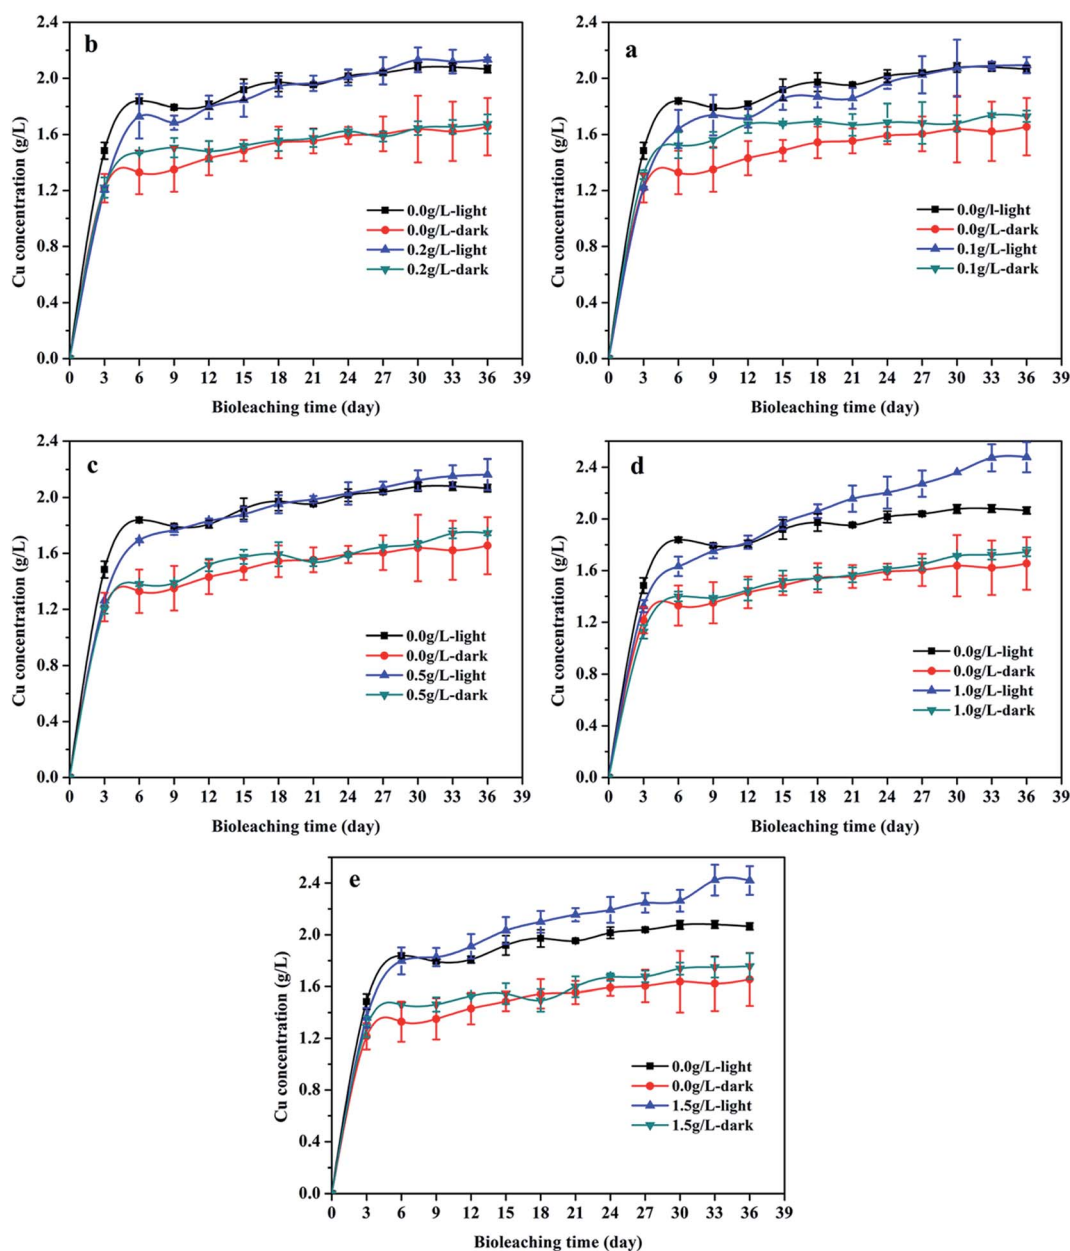 b
2.4
2.0
1.6
1.2
0.8
0.4
0.0
Cu concentration (g/L)
0.0g/L-light
0.0g/L-dark
0.2g/L-light
0.2g/L-dark
0 3 6 9 12 15 18 21 24 27 30 33 36 39
Bioleaching time (day)
a
2.4
2.0
1.6
1.2
0.8
0.4
0.0
Cu concentration (g/L)
0.0g/l-light
0.0g/L-dark
0.1g/L-light
0.1g/L-dark
0 3 6 9 12 15 18 21 24 27 30 33 36 39
Bioleaching time (day)
c
2.4
2.0
1.6
1.2
0.8
0.4
0.0
Cu concentration (g/L)
0.0g/L-light
0.0g/L-dark
0.5g/L-light
0.5g/L-dark
0 3 6 9 12 15 18 21 24 27 30 33 36 39
Bioleaching time (day)
d
2.4
2.0
1.6
1.2
0.8
0.4
0.0
Cu concentration (g/L)
0.0g/L-light
0.0g/L-dark
1.0g/L-light
1.0g/L-dark
0 3 6 9 12 15 18 21 24 27 30 33 36 39
Bioleaching time (day)
e
2.4
2.0
1.6
1.2
0.8
0.4
0.0
Cu concentration (g/L)
0.0g/L-light
0.0g/L-dark
1.5g/L-light
1.5g/L-dark
0 3 6 9 12 15 18 21 24 27 30 33 36 39
Bioleaching time (day)